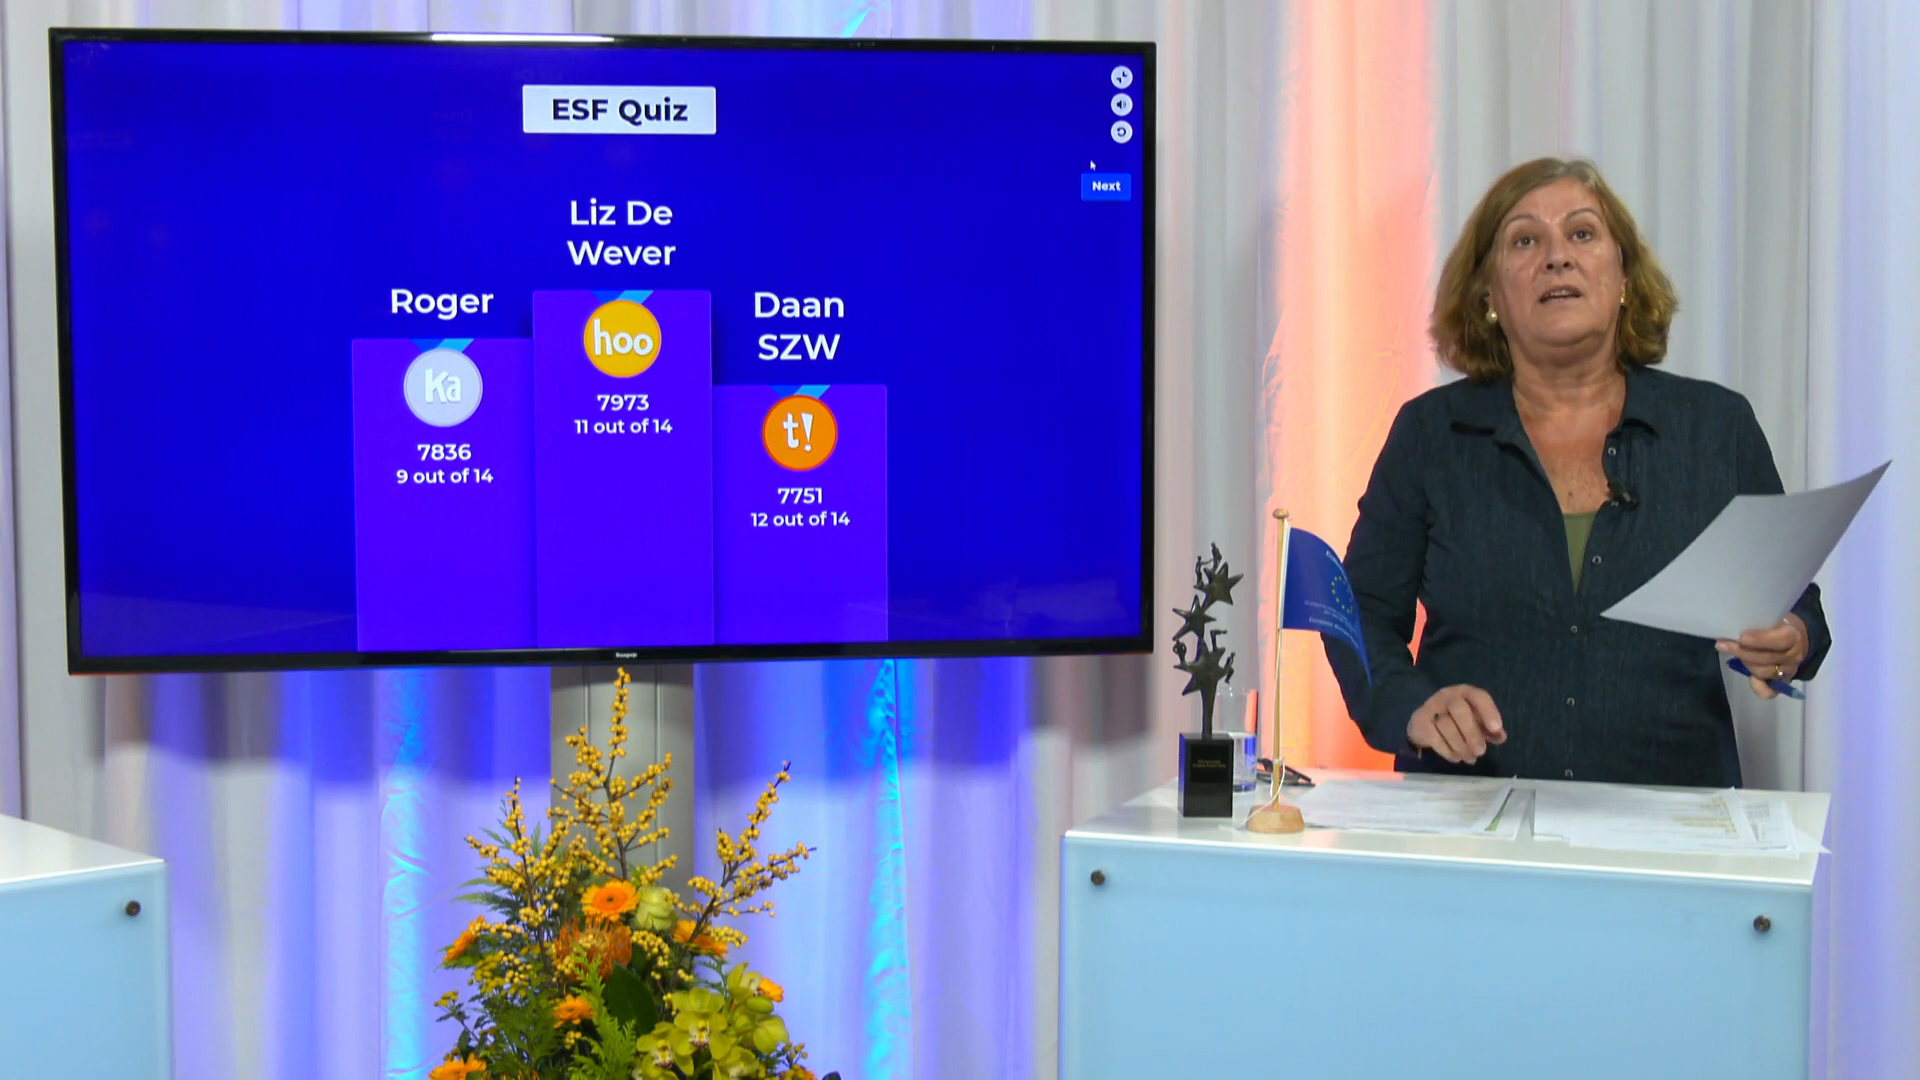 ESF Quiz
Next
Liz De
Wever
Roger
Daan
SZW
hoo
Ka
t!
7973
11 out of 14
7836
9 out of 14
7751
12 out of 14